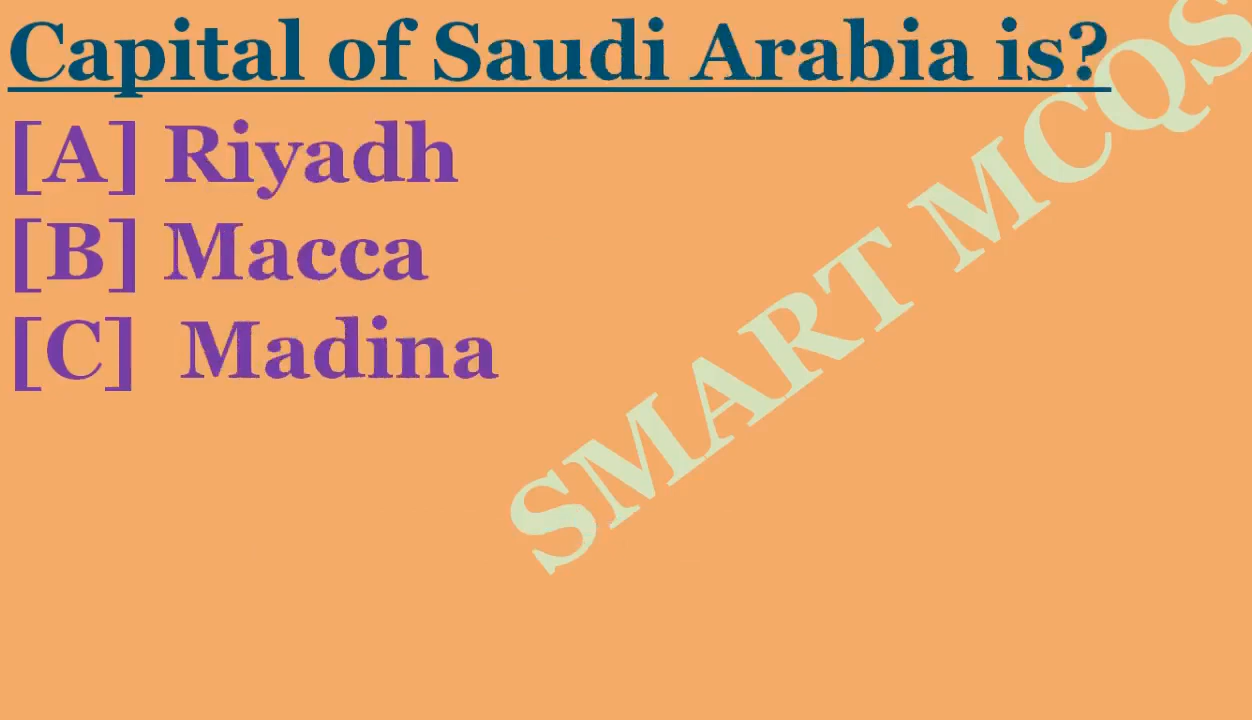 Capital of Saudi Arabia is?
[A] Riyadh
[B] Macca
[C] Madina
SMART MCQS